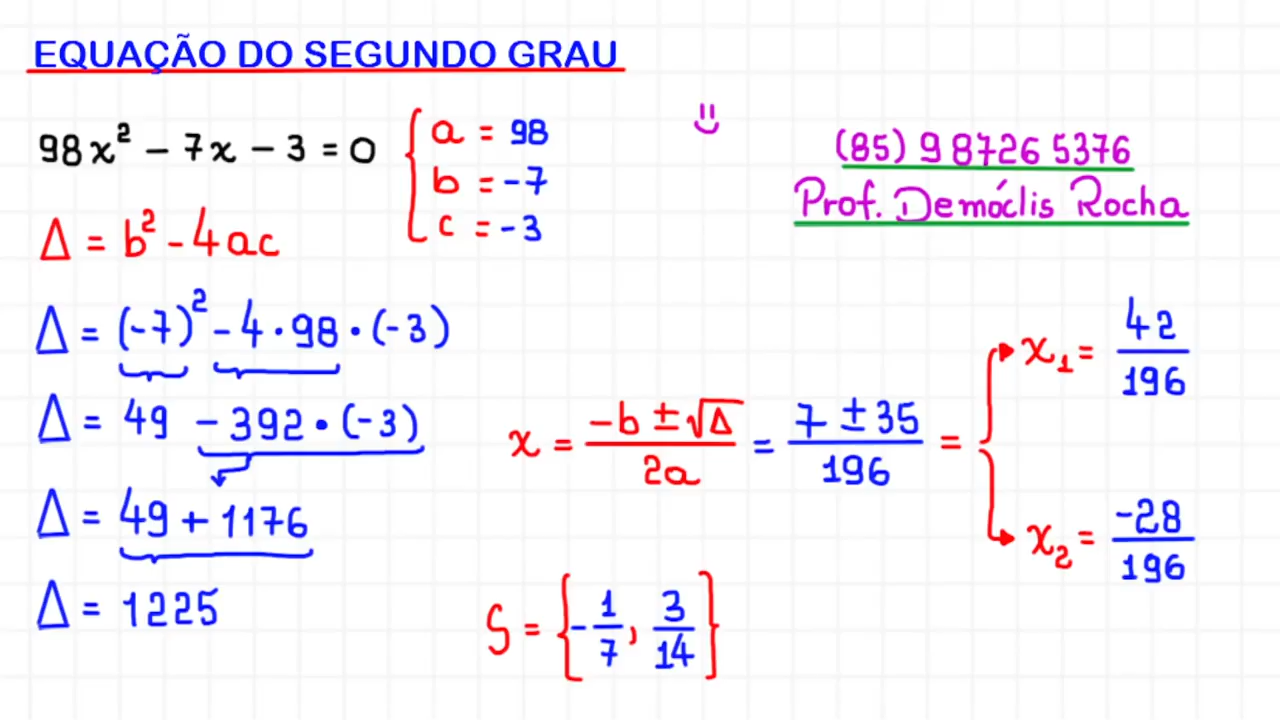 EQUAÇÃO DO SEGUNDO GRAU
98x² − 7x − 3 = 0
a = 98
b = −7
c = −3
(85) 9 8726 5376
Prof. Demóclis Rocha
Δ = b² − 4ac
Δ = (−7)² − 4 · 98 · (−3)
Δ = 49 − 392 · (−3)
Δ = 49 + 1176
Δ = 1225
x = (−b ± √Δ)/2a = (7 ± 35)/196 =
x₁ = 42/196
x₂ = −28/196
S = {−1/7, 3/14}